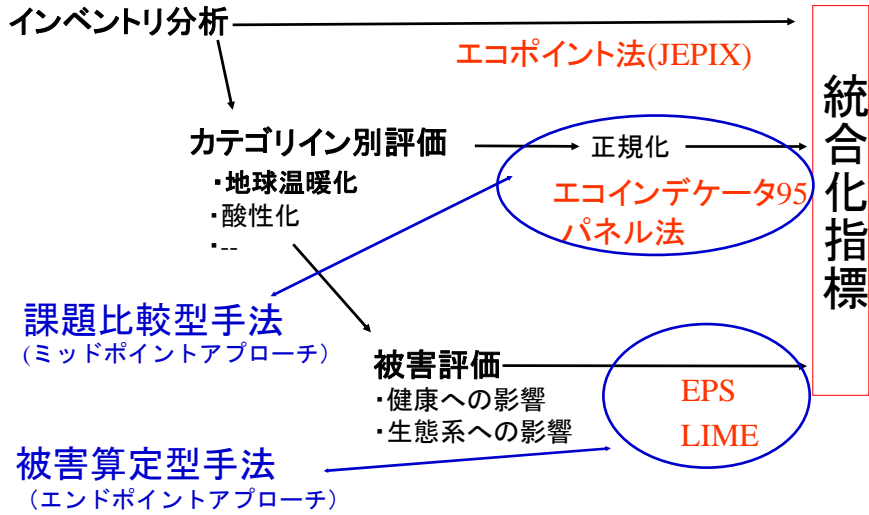 インベントリ分析
エコポイント法(JEPIX)
カテゴリイン別評価
・地球温暖化
・酸性化
・--
正規化
エコインデケータ95
パネル法
統合化指標
課題比較型手法
(ミッドポイントアプローチ）
被害評価
・健康への影響
・生態系への影響
EPS
LIME
被害算定型手法
（エンドポイントアプローチ）